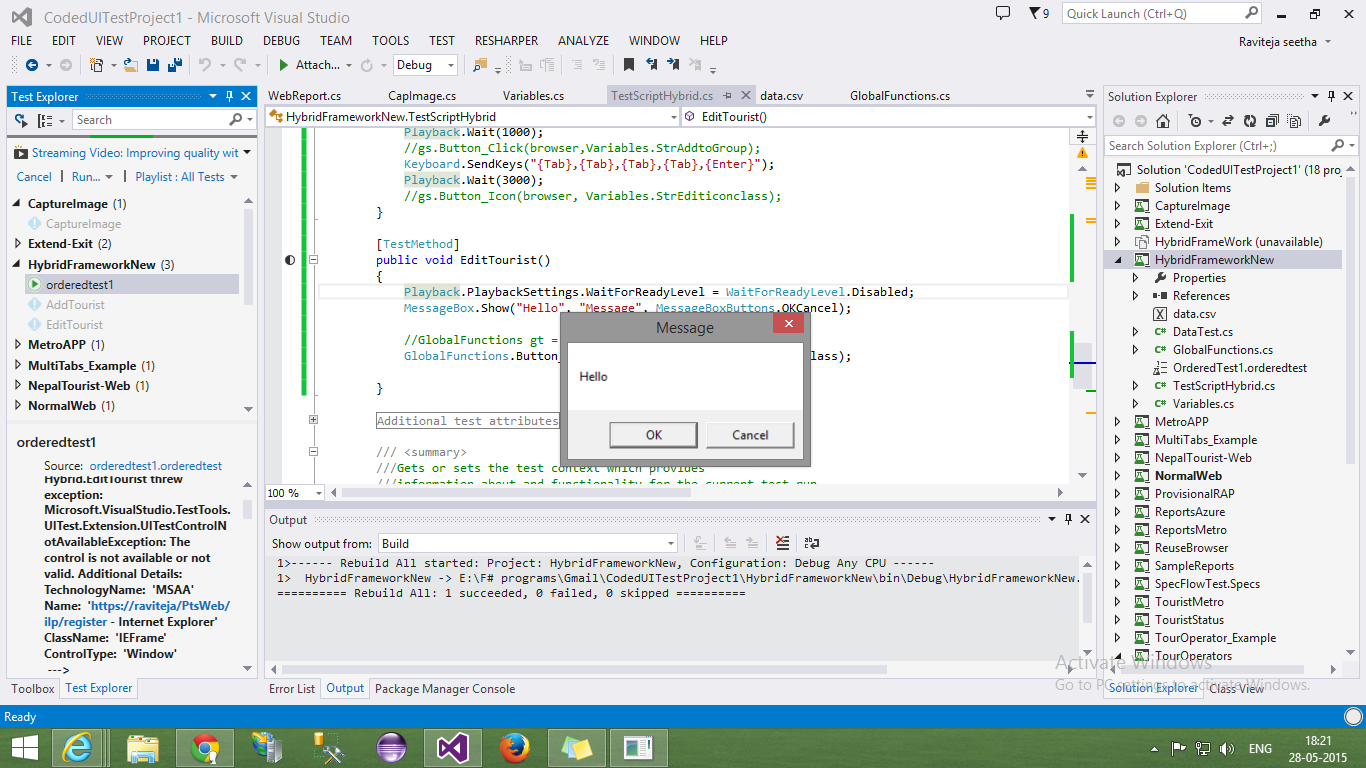 CodedUITestProject1 - Microsoft Visual Studio
9
Quick Launch (Ctrl+Q)
FILE EDIT VIEW PROJECT BUILD DEBUG TEAM TOOLS TEST RESHARPER ANALYZE WINDOW HELP
Raviteja seetha
Attach...
Debug
Test Explorer
Search
Streaming Video: Improving quality wit
Cancel | Run... | Playlist : All Tests
CaptureImage (1)
CaptureImage
Extend-Exit (2)
HybridFrameworkNew (3)
orderedtest1
AddTourist
EditTourist
MetroAPP (1)
MultiTabs_Example (1)
NepalTourist-Web (1)
NormalWeb (1)
orderedtest1
Source: orderedtest1.orderedtest
Hybrid.EditTourist threw
exception:
Microsoft.VisualStudio.TestTools.
UITest.Extension.UITestControlN
otAvailableException: The
control is not available or not
valid. Additional Details:
TechnologyName: 'MSAA'
Name: 'https://raviteja/PtsWeb/
ilp/register - Internet Explorer'
ClassName: 'IEFrame'
ControlType: 'Window'
--->
Toolbox
Test Explorer
WebReport.cs CapImage.cs Variables.cs TestScriptHybrid.cs data.csv GlobalFunctions.cs
HybridFrameworkNew.TestScriptHybrid
EditTourist()
Playback.Wait(1000);
//gs.Button_Click(browser,Variables.StrAddtoGroup);
Keyboard.SendKeys("{Tab},{Tab},{Tab},{Tab},{Enter}");
Playback.Wait(3000);
//gs.Button_Icon(browser, Variables.StrEditiconclass);
}
[TestMethod]
public void EditTourist()
{
Playback.PlaybackSettings.WaitForReadyLevel = WaitForReadyLevel.Disabled;
MessageBox.Show("Hello", "Message", MessageBoxButtons.OKCancel);
//GlobalFunctions gt =
GlobalFunctions.Button_
lass);
}
Additional test attributes
/// <summary>
///Gets or sets the test context which provides
///information about and functionality for the current test run
100 %
Message
Hello
OK
Cancel
Output
Show output from: Build
1>------ Rebuild All started: Project: HybridFrameworkNew, Configuration: Debug Any CPU ------
1> HybridFrameworkNew -> E:\F# programs\Gmail\CodedUITestProject1\HybridFrameworkNew\bin\Debug\HybridFrameworkNew.
========== Rebuild All: 1 succeeded, 0 failed, 0 skipped ==========
Error List
Output
Package Manager Console
Solution Explorer
Search Solution Explorer (Ctrl+;)
Solution 'CodedUITestProject1' (18 proj
Solution Items
CaptureImage
Extend-Exit
HybridFrameWork (unavailable)
HybridFrameworkNew
Properties
References
data.csv
DataTest.cs
GlobalFunctions.cs
OrderedTest1.orderedtest
TestScriptHybrid.cs
Variables.cs
MetroAPP
MultiTabs_Example
NepalTourist-Web
NormalWeb
ProvisionalRAP
ReportsAzure
ReportsMetro
ReuseBrowser
SampleReports
SpecFlowTest.Specs
TouristMetro
TouristStatus
TourOperator_Example
TourOperators
Activate Windows
Go to PC settings to activate Windows.
Solution Explorer
Class View
Ready
ENG
18:21
28-05-2015